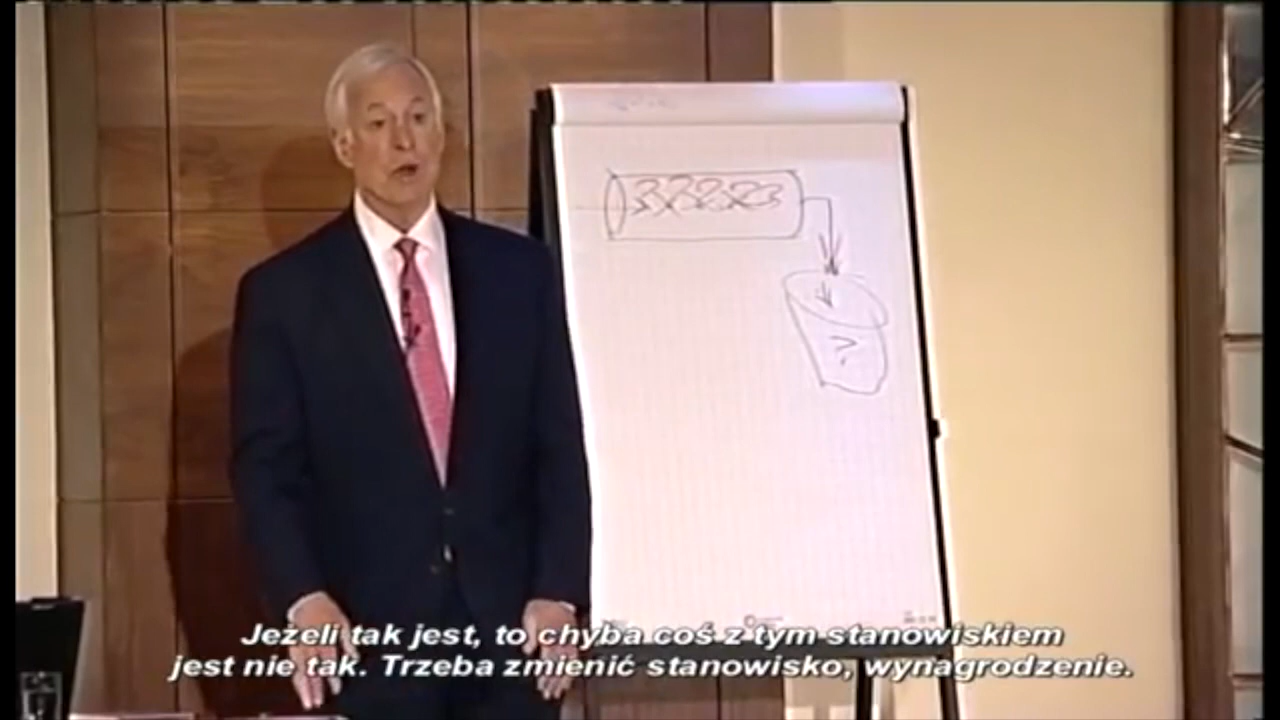 ?
Jeżeli tak jest, to chyba coś z tym stanowiskiem
jest nie tak. Trzeba zmienić stanowisko, wynagrodzenie.